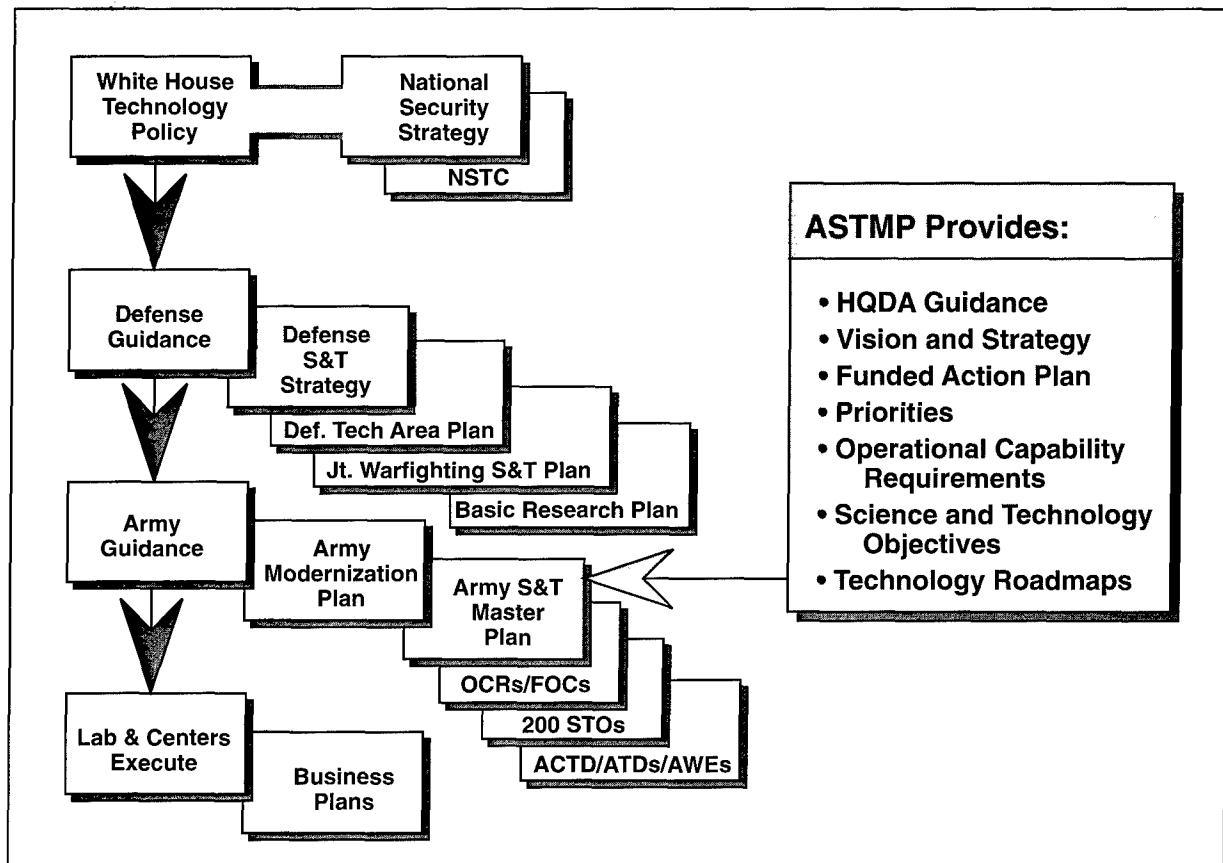 White House
Technology
Policy
National
Security
Strategy
NSTC
Defense
Guidance
Defense
S&T
Strategy
Def. Tech Area Plan
Jt. Warfighting S&T Plan
Basic Research Plan
Army
Guidance
Army
Modernization
Plan
Army S&T
Master
Plan
OCRs/FOCs
200 STOs
ACTD/ATDs/AWEs
Lab & Centers
Execute
Business
Plans
ASTMP Provides:
• HQDA Guidance
• Vision and Strategy
• Funded Action Plan
• Priorities
• Operational Capability
Requirements
• Science and Technology
Objectives
• Technology Roadmaps